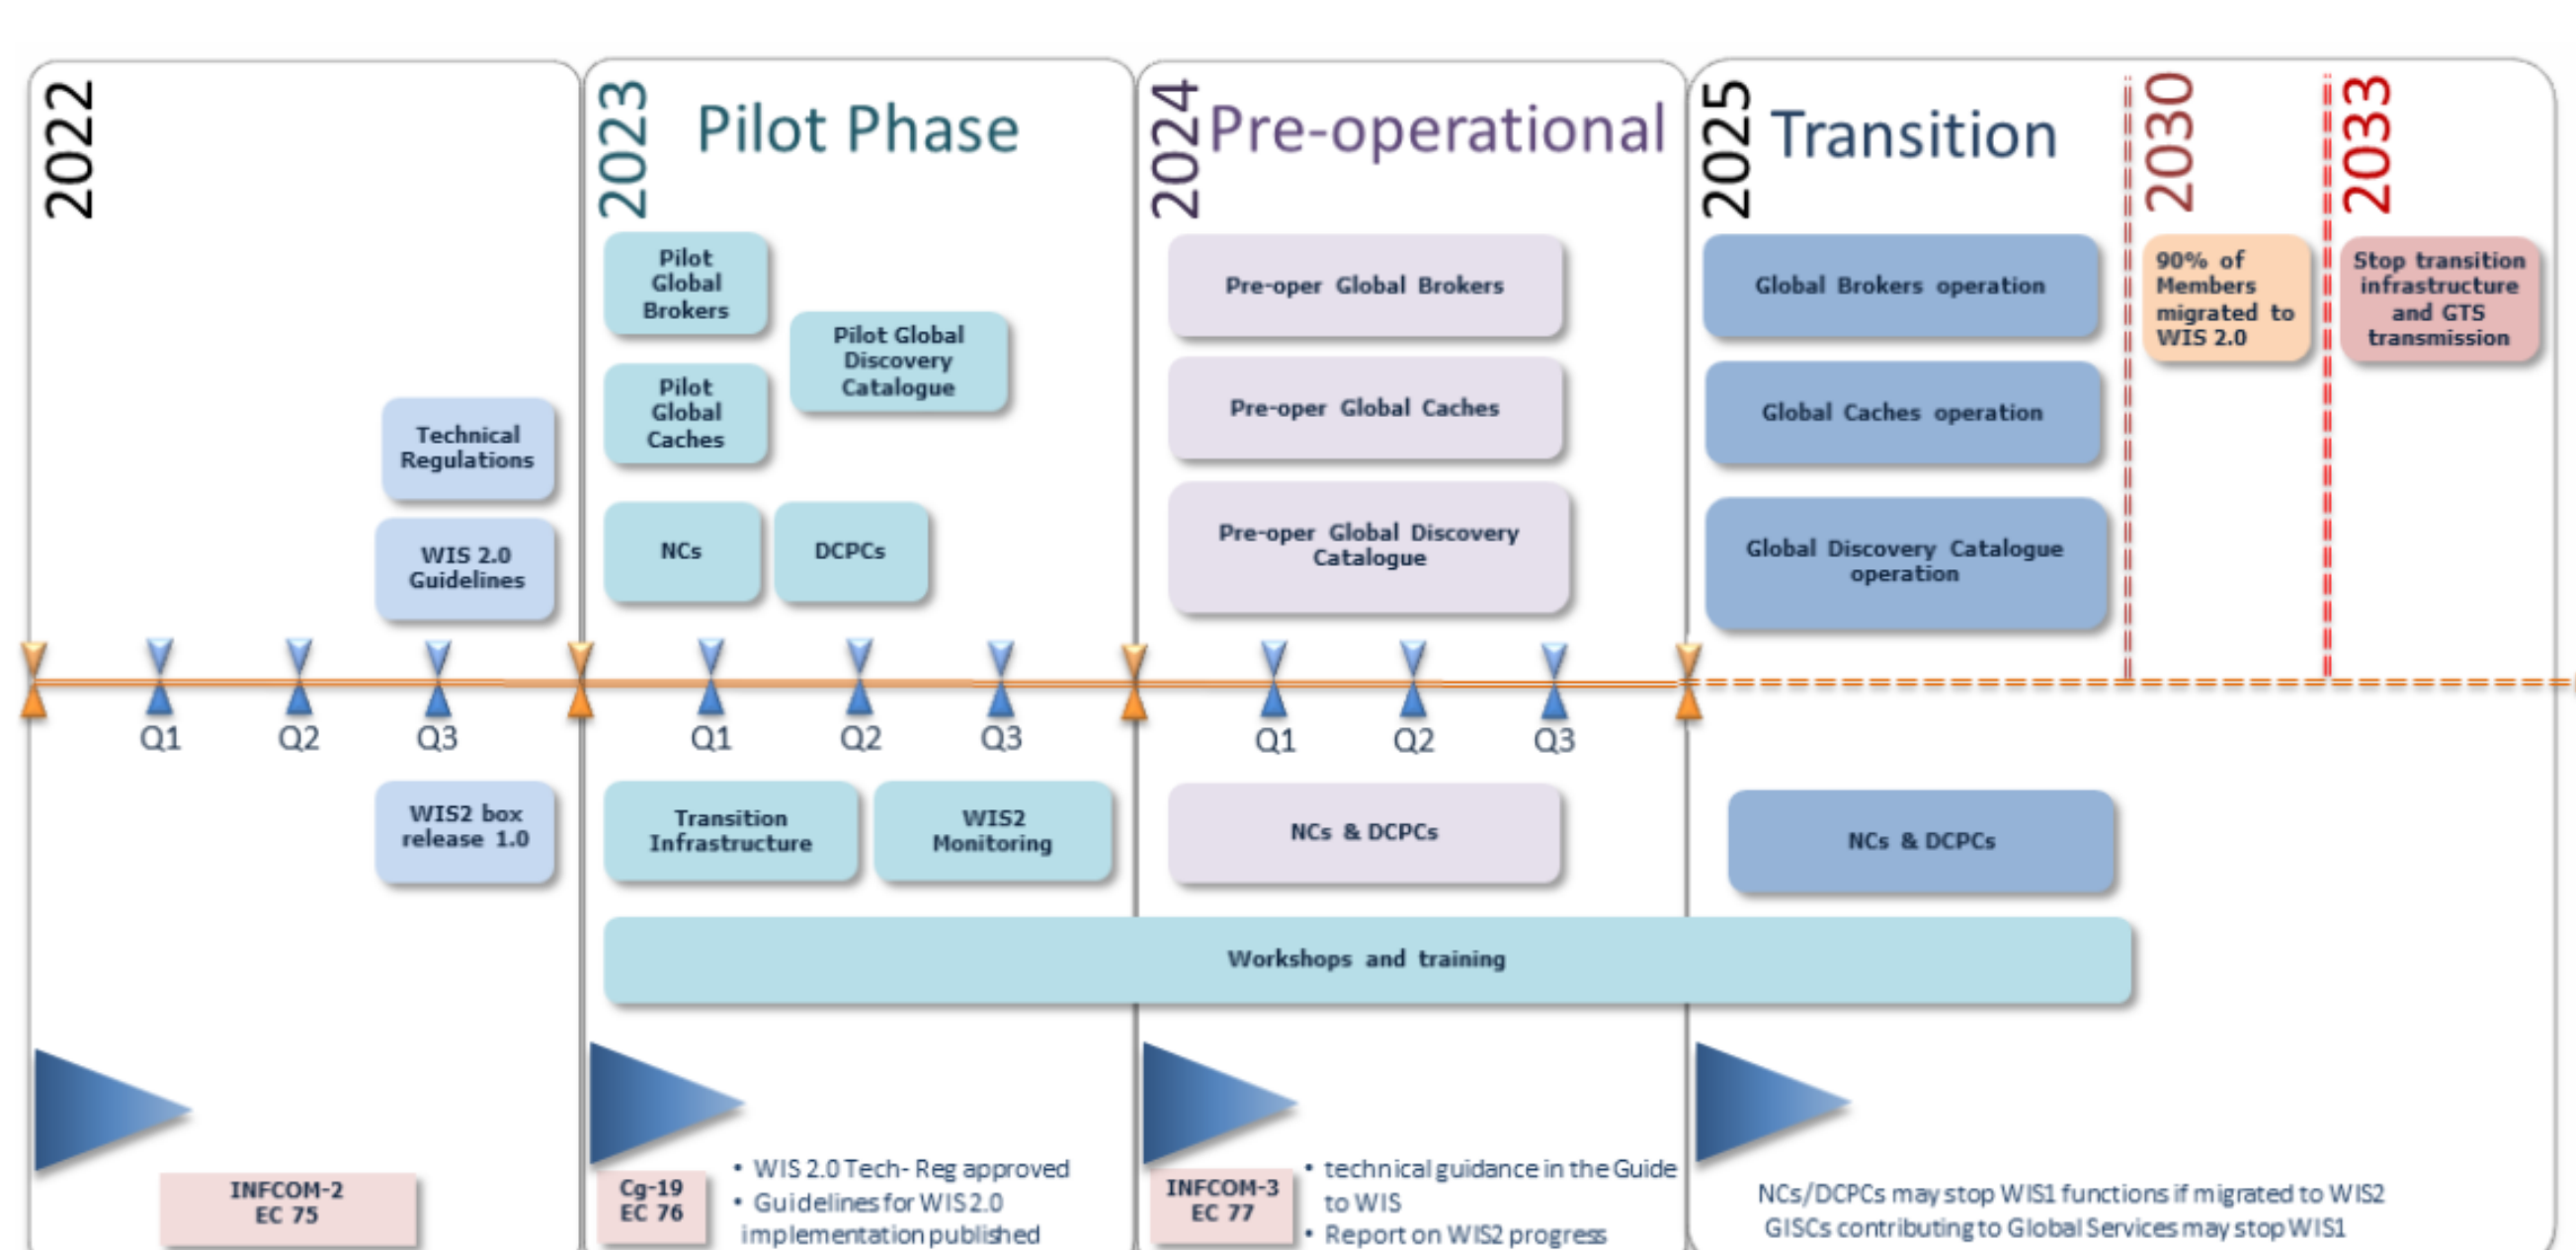 2022
2023
Pilot Phase
2024
Pre-operational
2025
Transition
2030
2033
Technical
Regulations
WIS 2.0
Guidelines
Pilot
Global
Brokers
Pilot
Global
Caches
Pilot Global
Discovery
Catalogue
NCs
DCPCs
Pre-oper Global Brokers
Pre-oper Global Caches
Pre-oper Global Discovery
Catalogue
Global Brokers operation
Global Caches operation
Global Discovery Catalogue
operation
90% of
Members
migrated to
WIS 2.0
Stop transition
infrastructure
and GTS
transmission
Q1
Q2
Q3
Q1
Q2
Q3
Q1
Q2
Q3
WIS2 box
release 1.0
Transition
Infrastructure
WIS2
Monitoring
NCs & DCPCs
NCs & DCPCs
Workshops and training
INFCOM-2
EC 75
Cg-19
EC 76
• WIS 2.0 Tech- Reg approved
• Guidelines for WIS 2.0
implementation published
INFCOM-3
EC 77
• technical guidance in the Guide
to WIS
• Report on WIS2 progress
NCs/DCPCs may stop WIS1 functions if migrated to WIS2
GISCs contributing to Global Services may stop WIS1